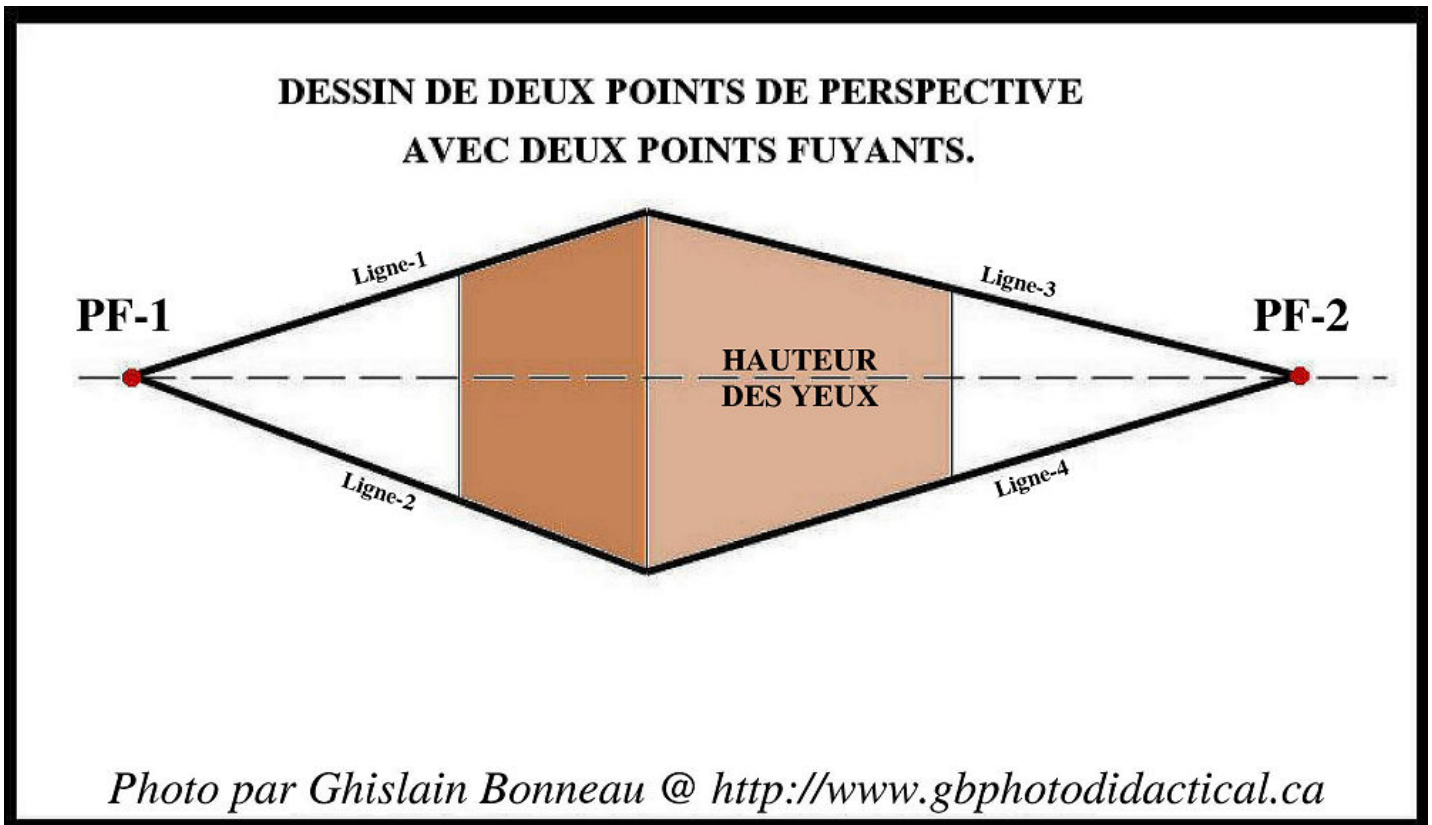 DESSIN DE DEUX POINTS DE PERSPECTIVE
AVEC DEUX POINTS FUYANTS.
Ligne-1
Ligne-3
PF-1
PF-2
HAUTEUR
DES YEUX
Ligne-2
Ligne-4
Photo par Ghislain Bonneau @ http://www.gbphotodidactical.ca